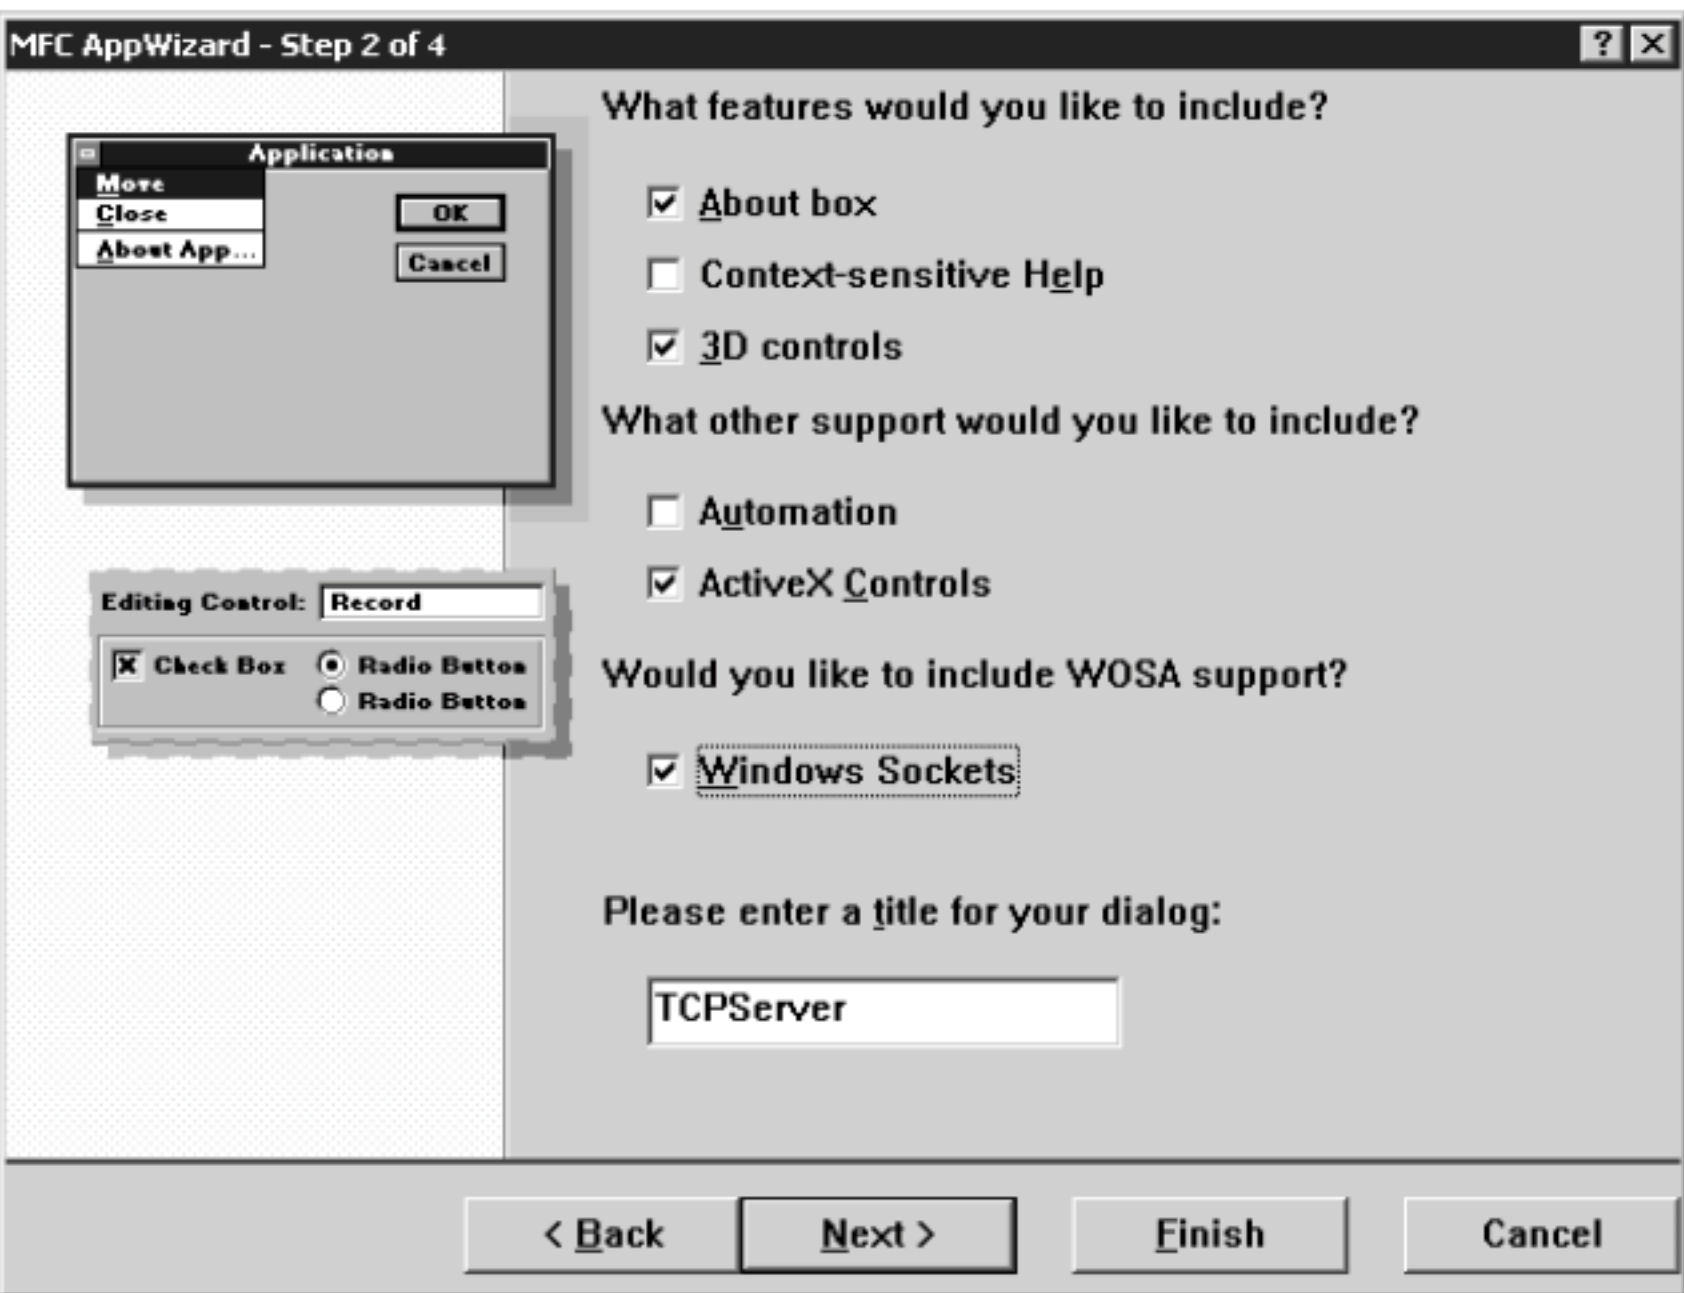 MFC AppWizard - Step 2 of 4
Application
Move
Close
About App...
OK
Cancel
Editing Control: Record
Check Box
Radio Button
Radio Button
What features would you like to include?
About box
Context-sensitive Help
3D controls
What other support would you like to include?
Automation
ActiveX Controls
Would you like to include WOSA support?
Windows Sockets
Please enter a title for your dialog:
TCPServer
< Back
Next >
Finish
Cancel